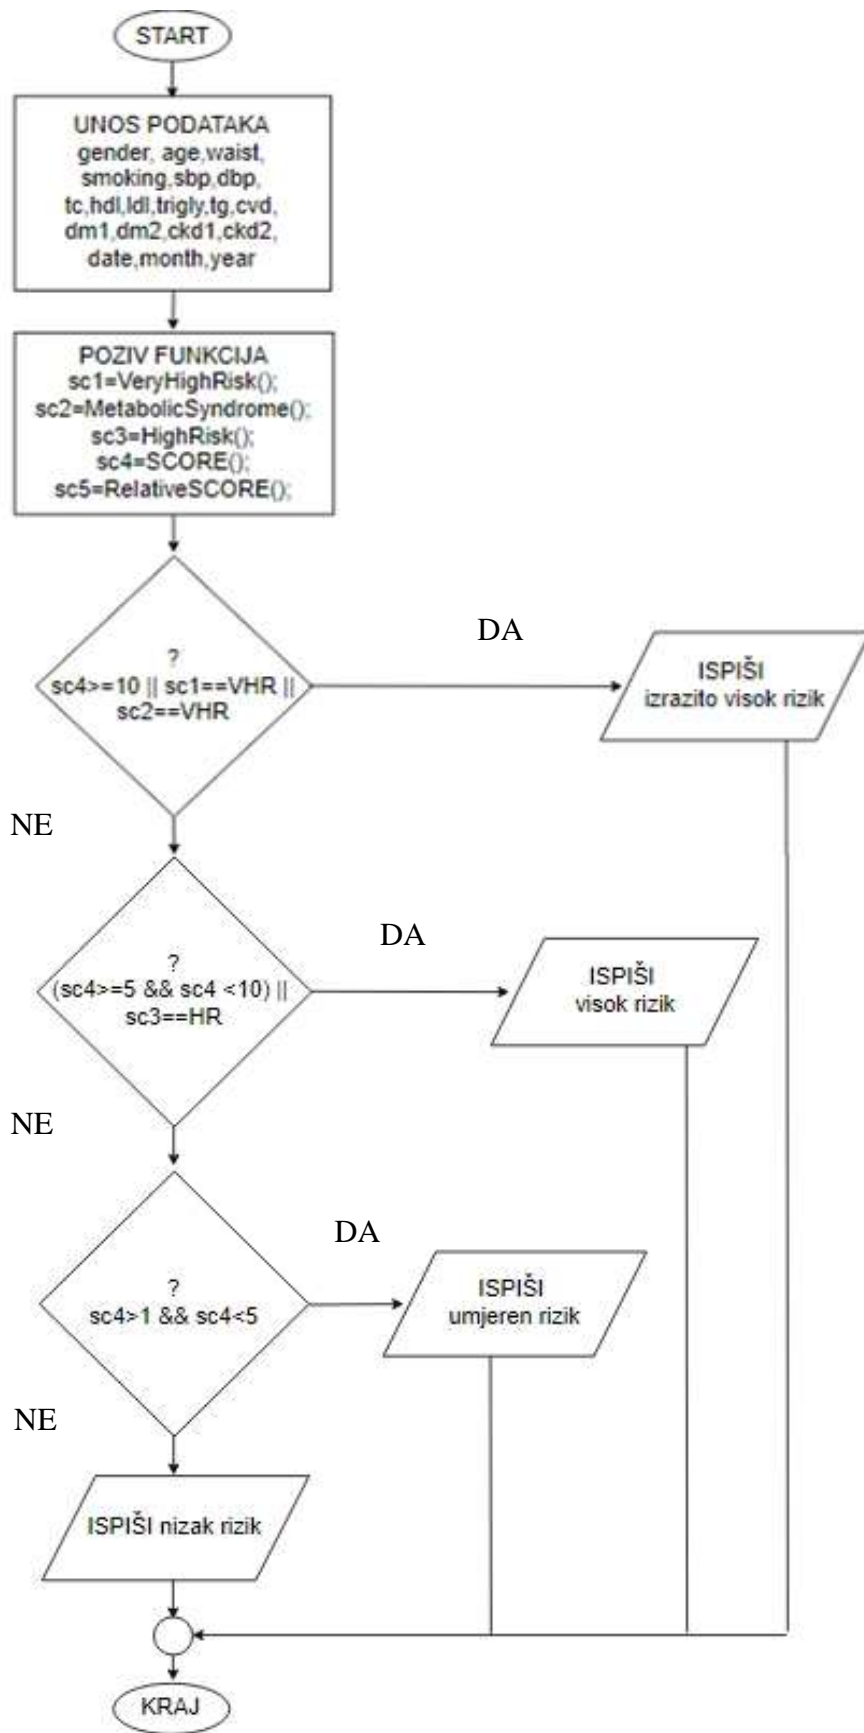 START
UNOS PODATAKA
gender, age,waist,
smoking,sbp,dbp,
tc,hdl,ldl,trigly,tg,cvd,
dm1,dm2,ckd1,ckd2,
date,month,year
POZIV FUNKCIJA
sc1=VeryHighRisk();
sc2=MetabolicSyndrome();
sc3=HighRisk();
sc4=SCORE();
sc5=RelativeSCORE();
?
sc4>=10 || sc1==VHR ||
sc2==VHR
DA
ISPIŠI
izrazito visok rizik
NE
?
(sc4>=5 && sc4 <10) ||
sc3==HR
DA
ISPIŠI
visok rizik
NE
?
sc4>1 && sc4<5
DA
ISPIŠI
umjeren rizik
NE
ISPIŠI nizak rizik
KRAJ